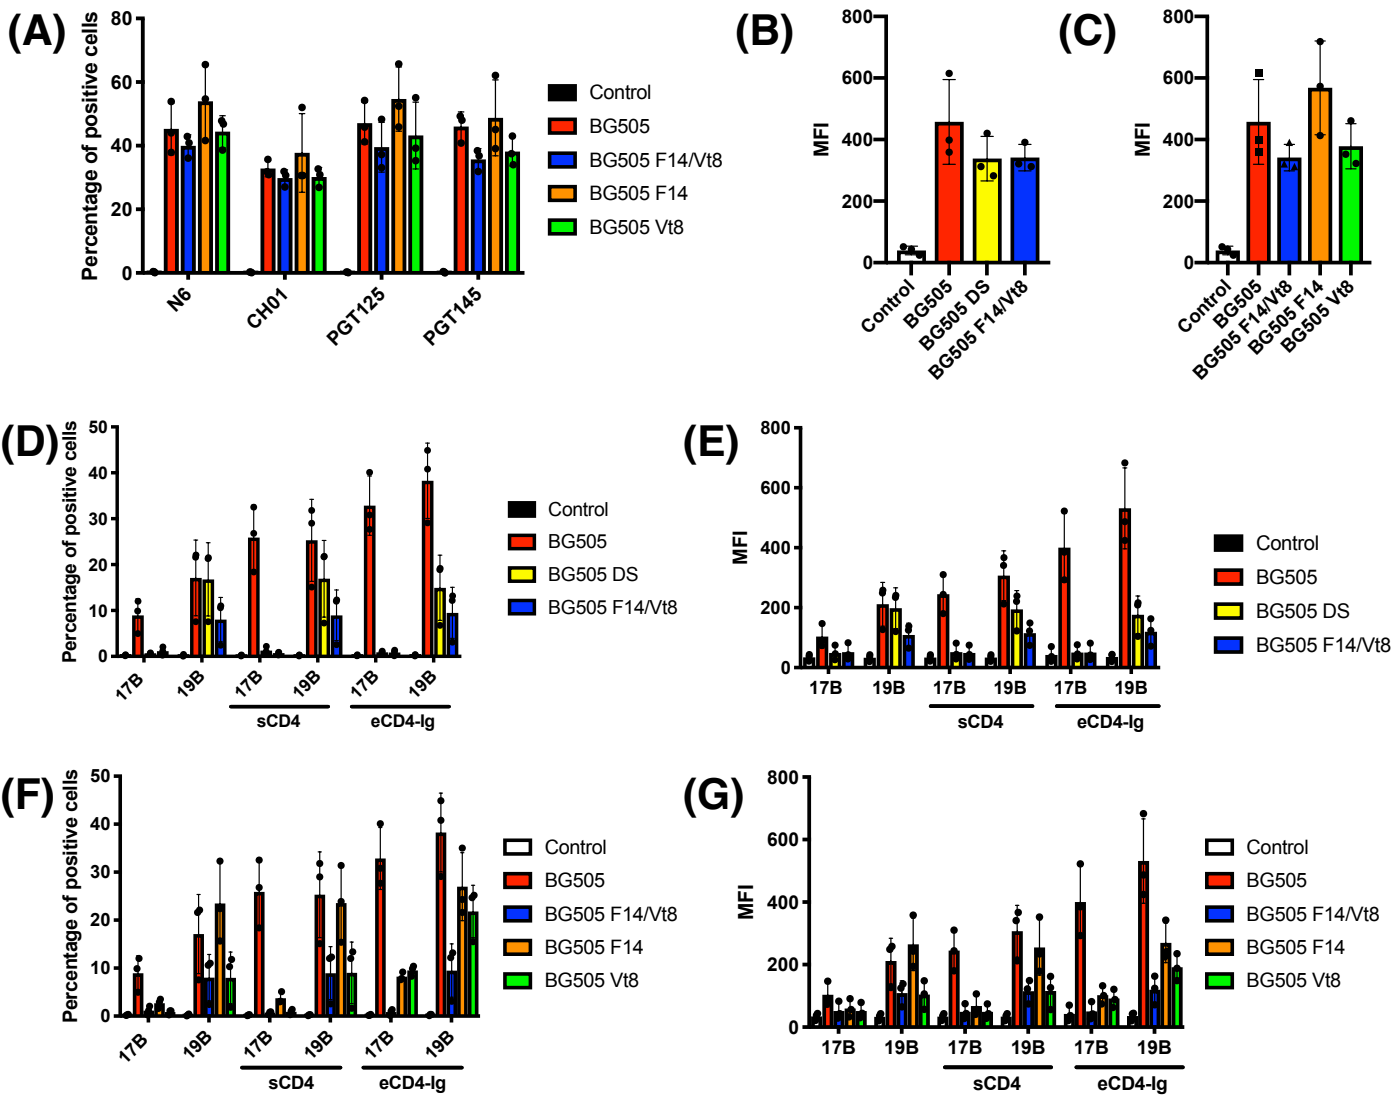 (A)
Percentage of positive cells
80
60
40
20
0
N6
CH01
PGT125
PGT145
Control
BG505
BG505 F14/Vt8
BG505 F14
BG505 Vt8
(B)
MFI
800
600
400
200
0
Control
BG505
BG505 DS
BG505 F14/Vt8
(C)
MFI
800
600
400
200
0
Control
BG505
BG505 F14/Vt8
BG505 F14
BG505 Vt8
(D)
Percentage of positive cells
50
40
30
20
10
0
17B
19B
17B
19B
17B
19B
sCD4
eCD4-Ig
Control
BG505
BG505 DS
BG505 F14/Vt8
(E)
MFI
800
600
400
200
0
17B
19B
17B
19B
17B
19B
sCD4
eCD4-Ig
Control
BG505
BG505 DS
BG505 F14/Vt8
(F)
Percentage of positive cells
50
40
30
20
10
0
17B
19B
17B
19B
17B
19B
sCD4
eCD4-Ig
Control
BG505
BG505 F14/Vt8
BG505 F14
BG505 Vt8
(G)
MFI
800
600
400
200
0
17B
19B
17B
19B
17B
19B
sCD4
eCD4-Ig
Control
BG505
BG505 F14/Vt8
BG505 F14
BG505 Vt8